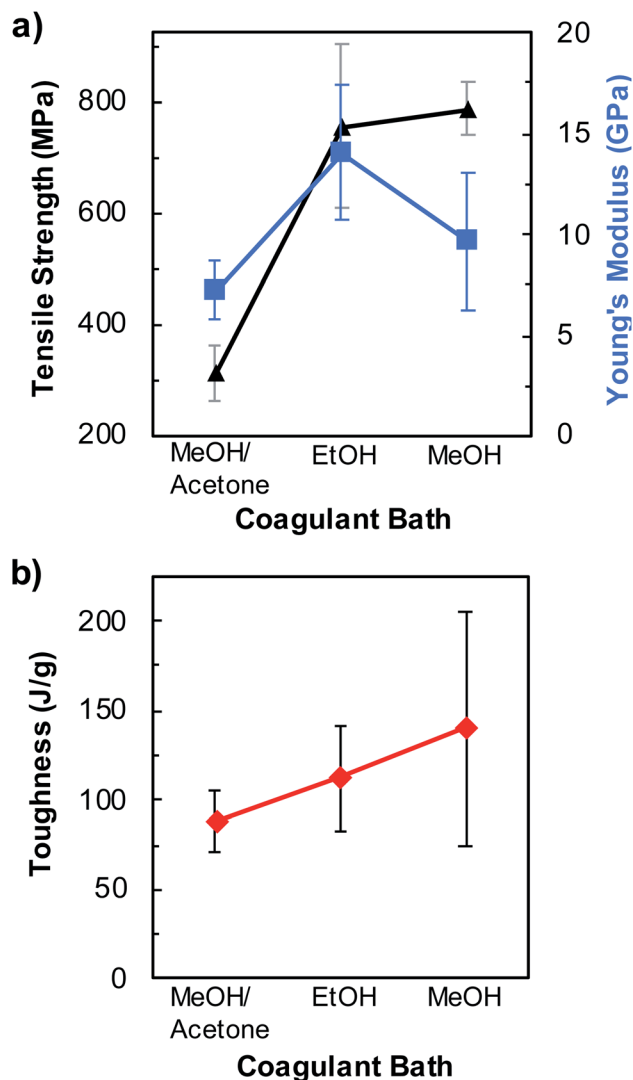 a)
Tensile Strength (MPa)
800
600
400
200
20
15
10
5
0
Young's Modulus (GPa)
MeOH/
Acetone
EtOH
MeOH
Coagulant Bath
b)
Toughness (J/g)
200
150
100
50
0
MeOH/
Acetone
EtOH
MeOH
Coagulant Bath